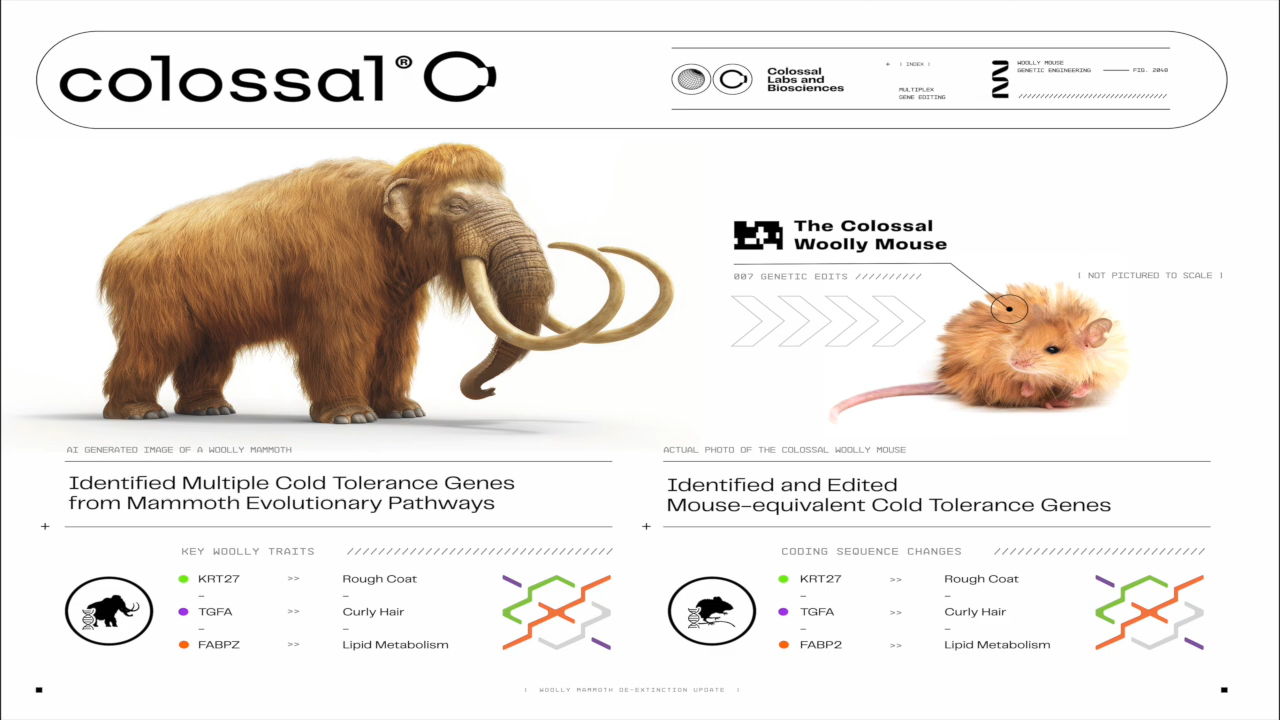 colossal®
Colossal
Labs and
Biosciences
+ | INDEX |
MULTIPLEX
GENE EDITING
WOOLLY MOUSE
GENETIC ENGINEERING FIG. 2048
//////////////////////////////
The Colossal
Woolly Mouse
007 GENETIC EDITS //////////
| NOT PICTURED TO SCALE |
AI GENERATED IMAGE OF A WOOLLY MAMMOTH
Identified Multiple Cold Tolerance Genes
from Mammoth Evolutionary Pathways
+
KEY WOOLLY TRAITS ///////////////////////////////
KRT27 >> Rough Coat
– –
TGFA >> Curly Hair
– –
FABPZ >> Lipid Metabolism
ACTUAL PHOTO OF THE COLOSSAL WOOLLY MOUSE
Identified and Edited
Mouse-equivalent Cold Tolerance Genes
+
CODING SEQUENCE CHANGES /////////////////////////
KRT27 >> Rough Coat
– –
TGFA >> Curly Hair
– –
FABP2 >> Lipid Metabolism
| WOOLLY MAMMOTH DE-EXTINCTION UPDATE |